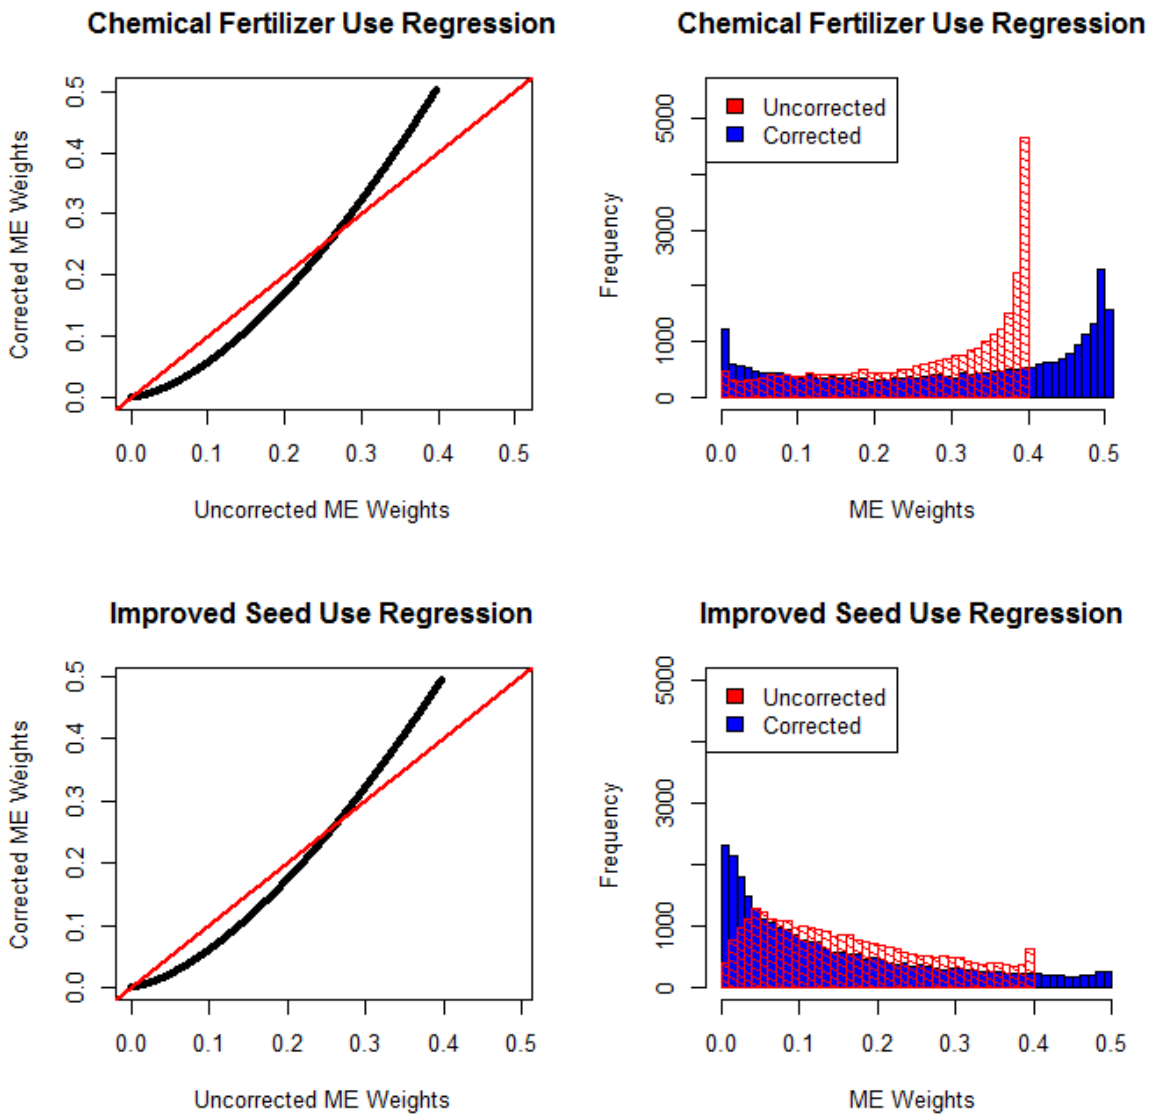 Chemical Fertilizer Use Regression
Corrected ME Weights
0.5
0.4
0.3
0.2
0.1
0.0
0.0 0.1 0.2 0.3 0.4 0.5
Uncorrected ME Weights
Chemical Fertilizer Use Regression
Uncorrected
Corrected
Frequency
5000
3000
1000
0
0.0 0.1 0.2 0.3 0.4 0.5
ME Weights
Improved Seed Use Regression
Corrected ME Weights
0.5
0.4
0.3
0.2
0.1
0.0
0.0 0.1 0.2 0.3 0.4 0.5
Uncorrected ME Weights
Improved Seed Use Regression
Uncorrected
Corrected
Frequency
5000
3000
1000
0
0.0 0.1 0.2 0.3 0.4 0.5
ME Weights